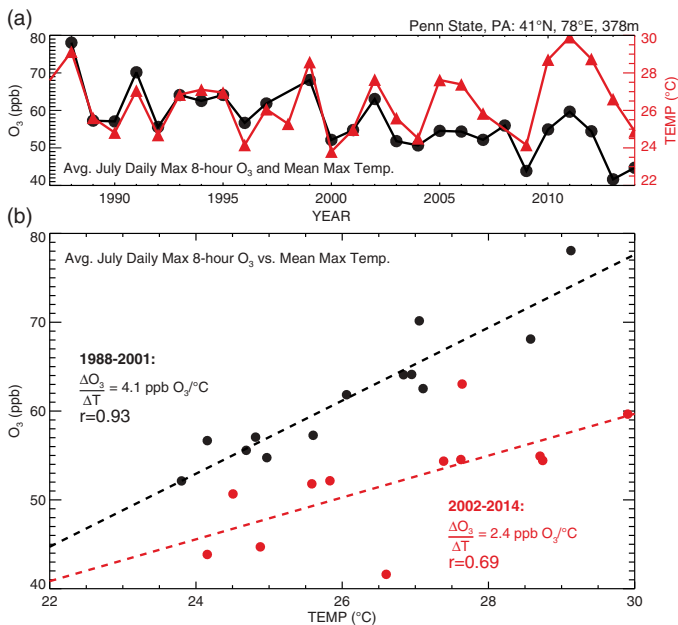 (a)
Penn State, PA: 41°N, 78°E, 378m
80
70
60
50
40
O₃ (ppb)
30
28
26
24
22
TEMP (°C)
Avg. July Daily Max 8-hour O₃ and Mean Max Temp.
1990
1995
2000
2005
2010
YEAR
(b)
80
70
60
50
40
O₃ (ppb)
Avg. July Daily Max 8-hour O₃ vs. Mean Max Temp.
1988-2001:
ΔO₃
ΔT
= 4.1 ppb O₃/°C
r=0.93
2002-2014:
ΔO₃
ΔT
= 2.4 ppb O₃/°C
r=0.69
22
24
26
28
30
TEMP (°C)